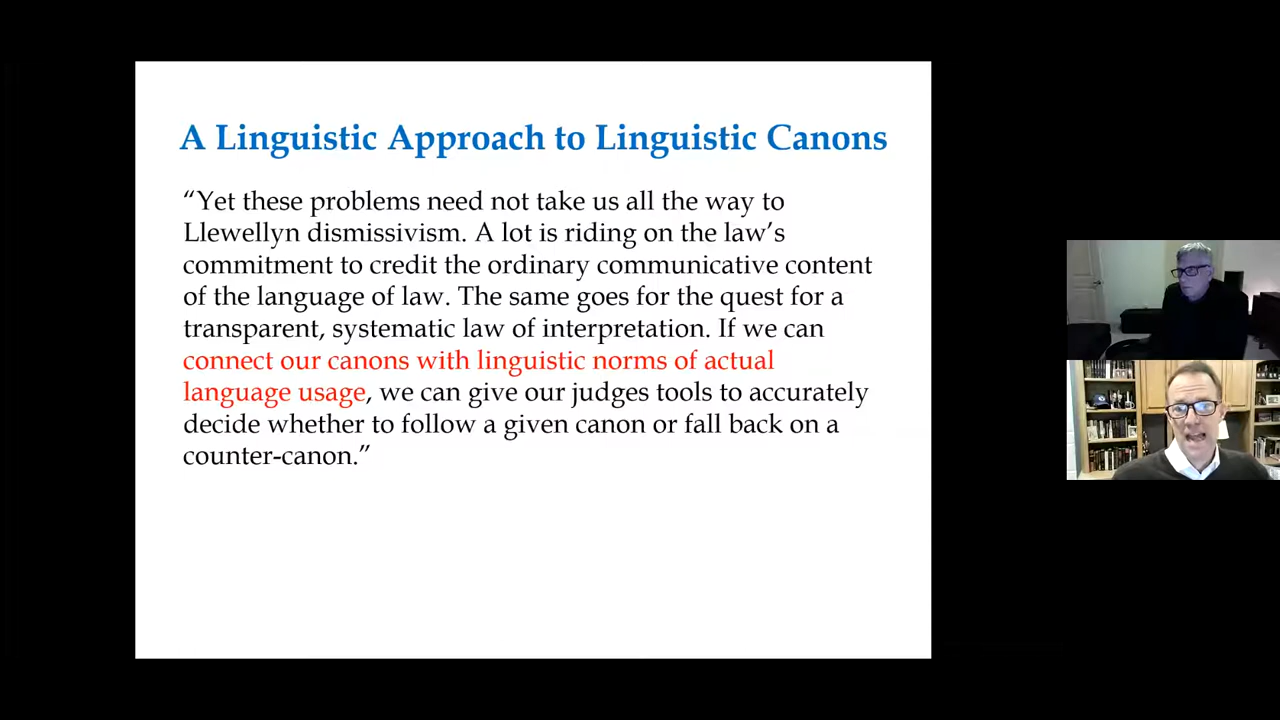 A Linguistic Approach to Linguistic Canons
“Yet these problems need not take us all the way to
Llewellyn dismissivism. A lot is riding on the law’s
commitment to credit the ordinary communicative content
of the language of law. The same goes for the quest for a
transparent, systematic law of interpretation. If we can
connect our canons with linguistic norms of actual
language usage, we can give our judges tools to accurately
decide whether to follow a given canon or fall back on a
counter-canon.”